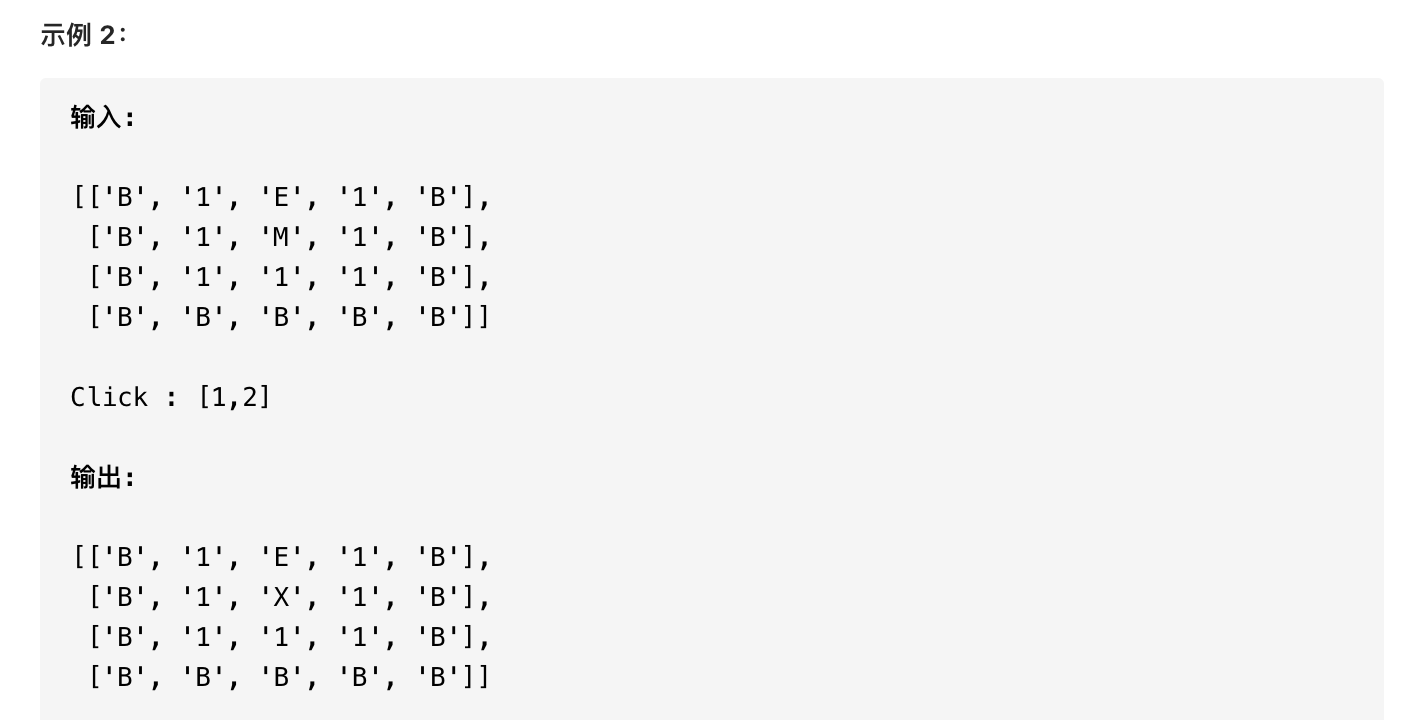 示例 2：
输入:
[['B', '1', 'E', '1', 'B'],
['B', '1', 'M', '1', 'B'],
['B', '1', '1', '1', 'B'],
['B', 'B', 'B', 'B', 'B']]
Click : [1,2]
输出:
[['B', '1', 'E', '1', 'B'],
['B', '1', 'X', '1', 'B'],
['B', '1', '1', '1', 'B'],
['B', 'B', 'B', 'B', 'B']]